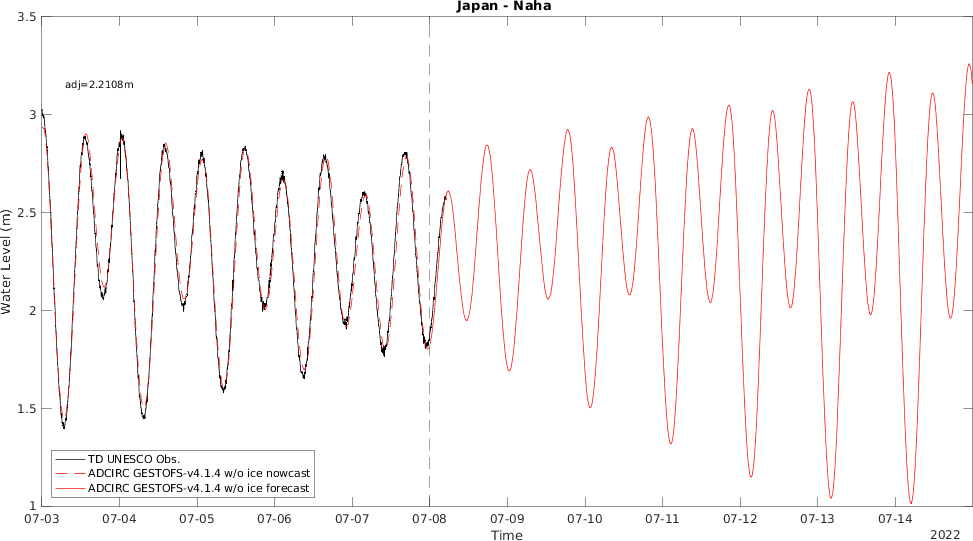 Japan - Naha
3.5
adj=2.2108m
3
2.5
Water Level (m)
2
1.5
TD UNESCO Obs.
ADCIRC GESTOFS-v4.1.4 w/o ice nowcast
ADCIRC GESTOFS-v4.1.4 w/o ice forecast
1
07-03 07-04 07-05 07-06 07-07 07-08 07-09 07-10 07-11 07-12 07-13 07-14
Time
2022